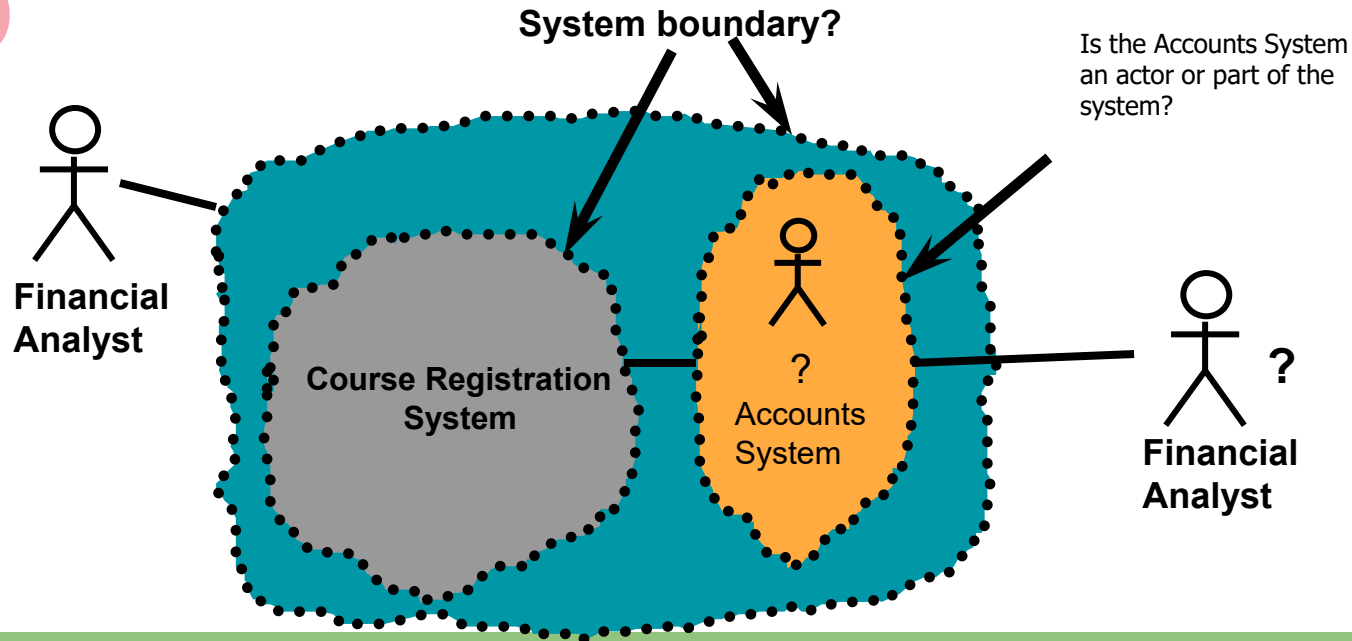 System boundary?
Is the Accounts System
an actor or part of the
system?
Financial
Analyst
Course Registration
System
?
Accounts
System
?
Financial
Analyst